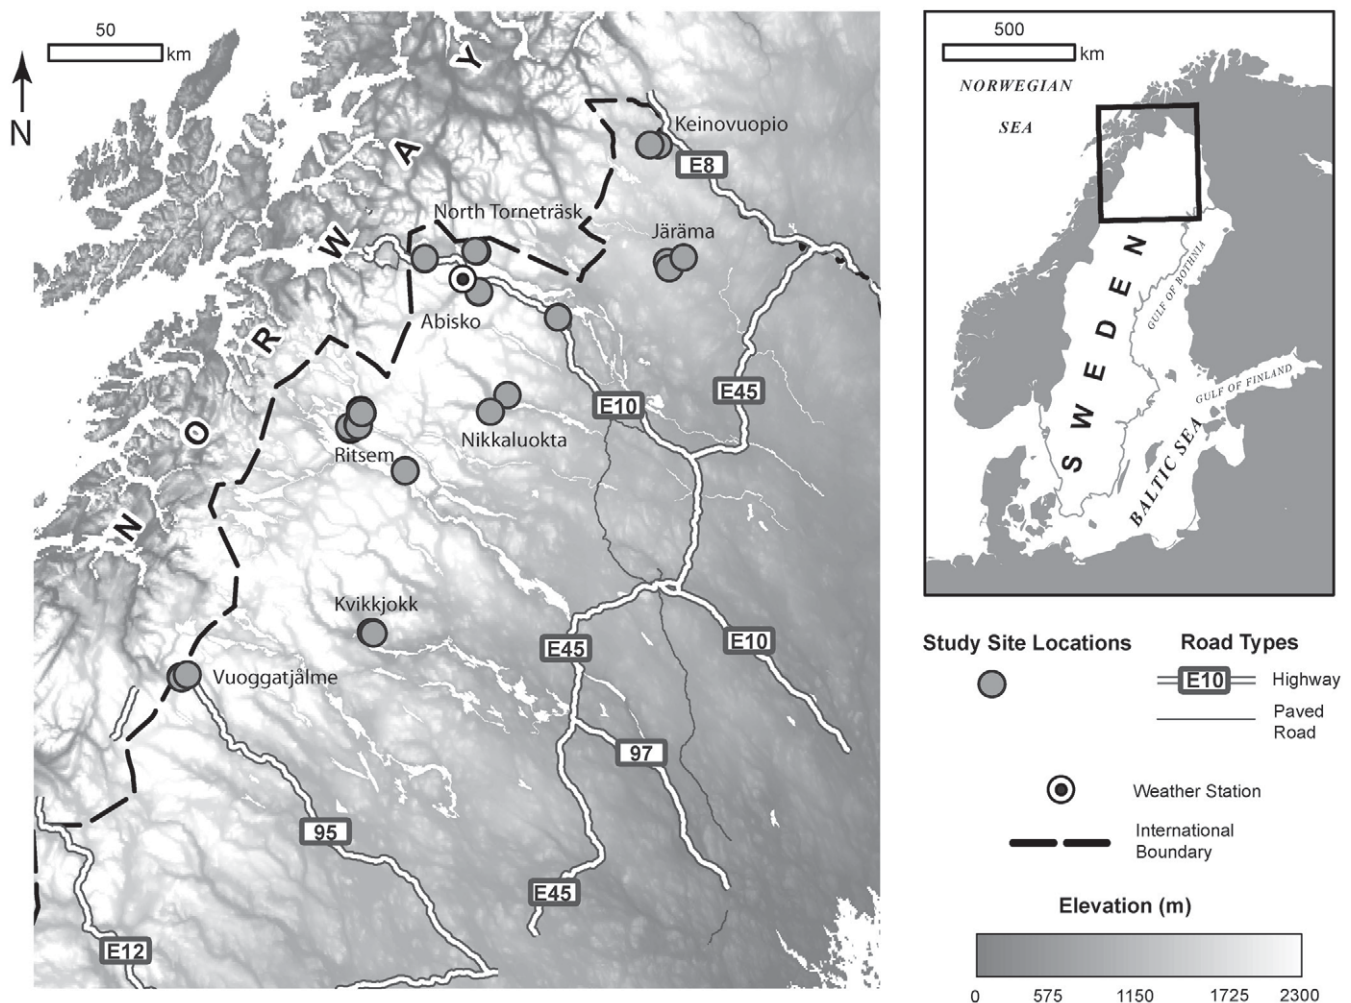 50
km
N
N O R W A Y
Keinovuopio
E8
North Torneträsk
Järäma
Abisko
E10
E45
Nikkaluokta
Ritsem
Kvikkjokk
E45
E10
Vuoggatjålme
97
95
E45
E12
500
km
NORWEGIAN
SEA
SWEDEN
GULF OF BOTHNIA
GULF OF FINLAND
BALTIC SEA
Study Site Locations
Road Types
E10
Highway
Paved
Road
Weather Station
International
Boundary
Elevation (m)
0 575 1150 1725 2300